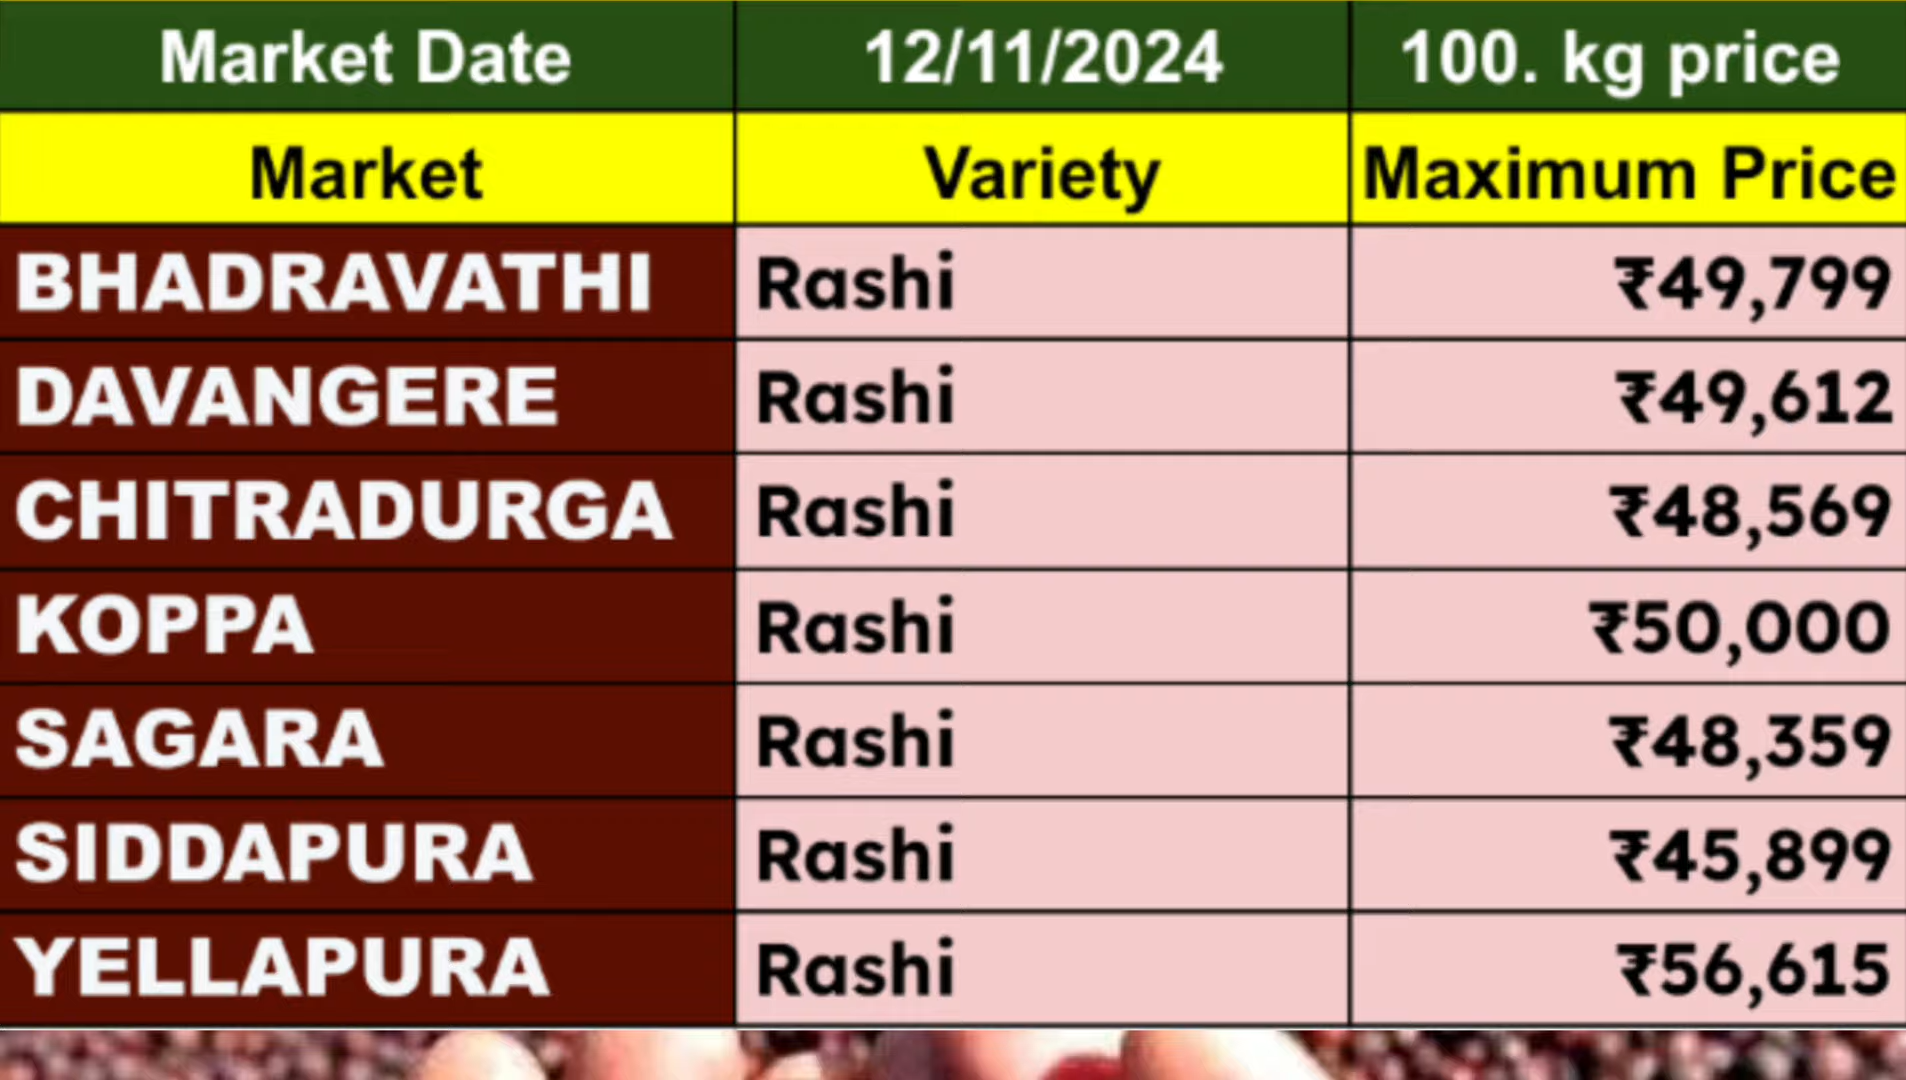 Market Date 12/11/2024 100. kg price
Market Variety Maximum Price
BHADRAVATHI Rashi ₹49,799
DAVANGERE Rashi ₹49,612
CHITRADURGA Rashi ₹48,569
KOPPA Rashi ₹50,000
SAGARA Rashi ₹48,359
SIDDAPURA Rashi ₹45,899
YELLAPURA Rashi ₹56,615